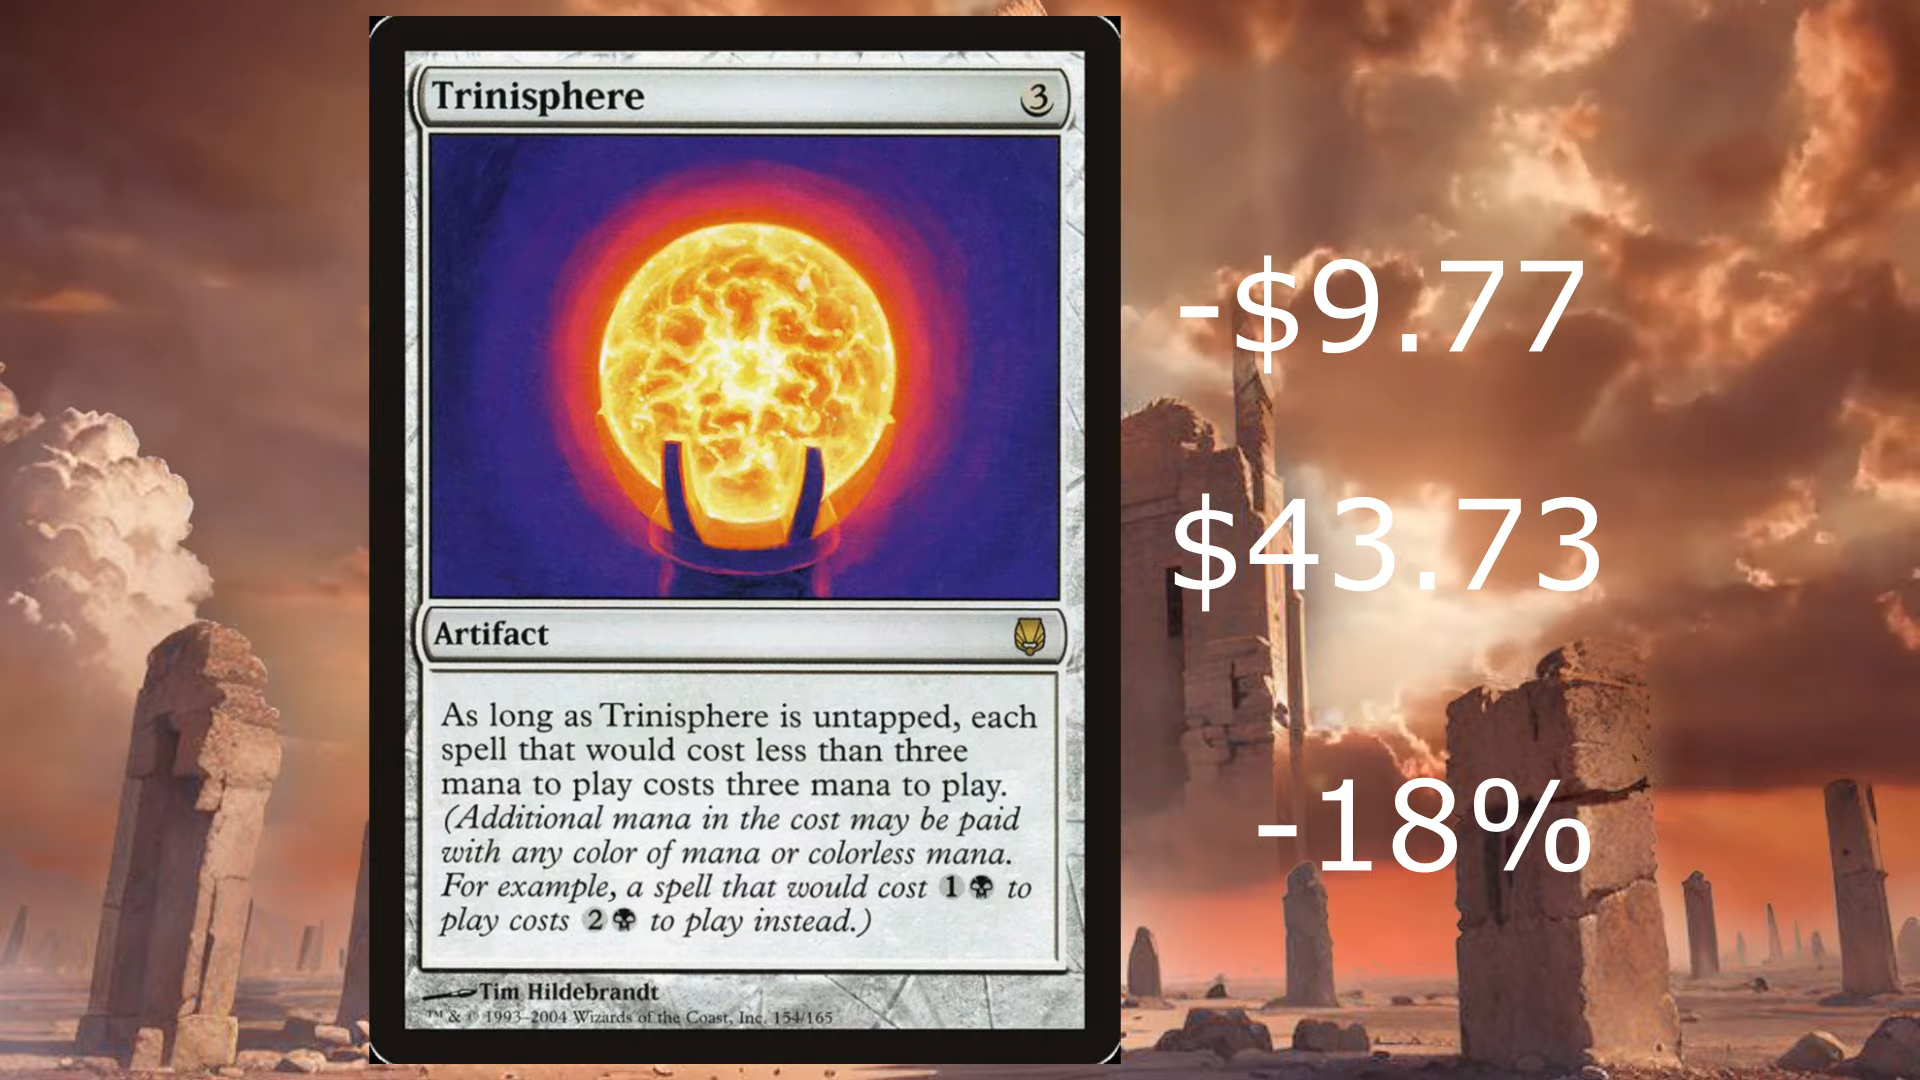 Trinisphere 3
Artifact
As long as Trinisphere is untapped, each
spell that would cost less than three
mana to play costs three mana to play.
(Additional mana in the cost may be paid
with any color of mana or colorless mana.
For example, a spell that would cost 1 to
play costs 2 to play instead.)
Tim Hildebrandt
™ & © 1993–2004 Wizards of the Coast, Inc. 154/165
-$9.77
$43.73
-18%